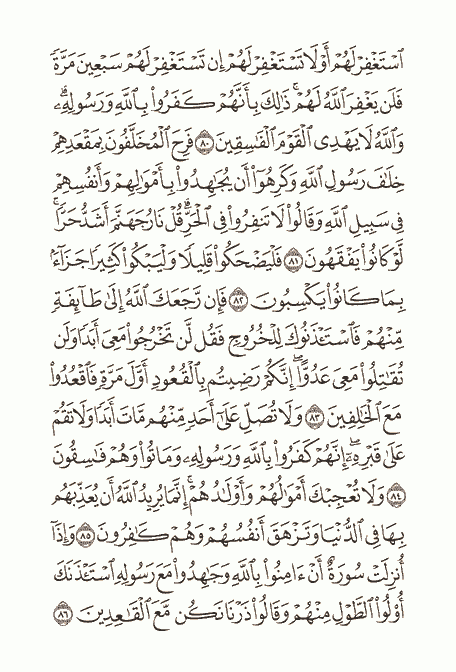 ٱسۡتَغۡفِرۡ لَهُمۡ أَوۡ لَا تَسۡتَغۡفِرۡ لَهُمۡ إِن تَسۡتَغۡفِرۡ لَهُمۡ سَبۡعِينَ مَرَّةٗ
فَلَن يَغۡفِرَ ٱللَّهُ لَهُمۡۚ ذَٰلِكَ بِأَنَّهُمۡ كَفَرُواْ بِٱللَّهِ وَرَسُولِهِۦۗ
وَٱللَّهُ لَا يَهۡدِي ٱلۡقَوۡمَ ٱلۡفَٰسِقِينَ ٨٠ فَرِحَ ٱلۡمُخَلَّفُونَ بِمَقۡعَدِهِمۡ
خِلَٰفَ رَسُولِ ٱللَّهِ وَكَرِهُوٓاْ أَن يُجَٰهِدُواْ بِأَمۡوَٰلِهِمۡ وَأَنفُسِهِمۡ
فِي سَبِيلِ ٱللَّهِ وَقَالُواْ لَا تَنفِرُواْ فِي ٱلۡحَرِّۗ قُلۡ نَارُ جَهَنَّمَ أَشَدُّ حَرّٗاۚ
لَّوۡ كَانُواْ يَفۡقَهُونَ ٨١ فَلۡيَضۡحَكُواْ قَلِيلٗا وَلۡيَبۡكُواْ كَثِيرٗا جَزَآءَۢ
بِمَا كَانُواْ يَكۡسِبُونَ ٨٢ فَإِن رَّجَعَكَ ٱللَّهُ إِلَىٰ طَآئِفَةٖ
مِّنۡهُمۡ فَٱسۡتَـٔۡذَنُوكَ لِلۡخُرُوجِ فَقُل لَّن تَخۡرُجُواْ مَعِيَ أَبَدٗا وَلَن
تُقَٰتِلُواْ مَعِيَ عَدُوًّاۖ إِنَّكُمۡ رَضِيتُم بِٱلۡقُعُودِ أَوَّلَ مَرَّةٖ فَٱقۡعُدُواْ
مَعَ ٱلۡخَٰلِفِينَ ٨٣ وَلَا تُصَلِّ عَلَىٰٓ أَحَدٖ مِّنۡهُم مَّاتَ أَبَدٗا وَلَا تَقُمۡ
عَلَىٰ قَبۡرِهِۦٓۖ إِنَّهُمۡ كَفَرُواْ بِٱللَّهِ وَرَسُولِهِۦ وَمَاتُواْ وَهُمۡ فَٰسِقُونَ
٨٤ وَلَا تُعۡجِبۡكَ أَمۡوَٰلُهُمۡ وَأَوۡلَٰدُهُمۡۚ إِنَّمَا يُرِيدُ ٱللَّهُ أَن يُعَذِّبَهُم
بِهَا فِي ٱلدُّنۡيَا وَتَزۡهَقَ أَنفُسُهُمۡ وَهُمۡ كَٰفِرُونَ ٨٥ وَإِذَآ
أُنزِلَتۡ سُورَةٌ أَنۡ ءَامِنُواْ بِٱللَّهِ وَجَٰهِدُواْ مَعَ رَسُولِهِ ٱسۡتَـٔۡذَنَكَ
أُوْلُواْ ٱلطَّوۡلِ مِنۡهُمۡ وَقَالُواْ ذَرۡنَا نَكُن مَّعَ ٱلۡقَٰعِدِينَ ٨٦